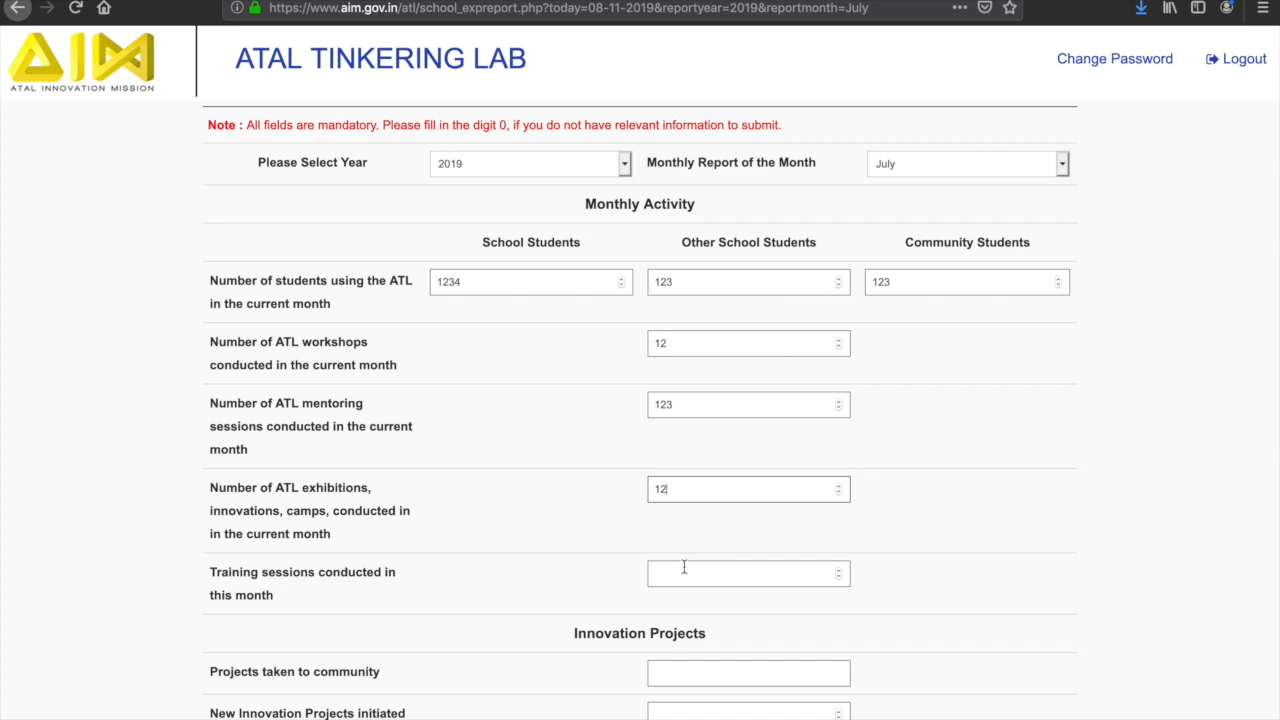 https://www.aim.gov.in/atl/school_expreport.php?today=08-11-2019&reportyear=2019&reportmonth=July
AIM
ATAL INNOVATION MISSION
ATAL TINKERING LAB
Change Password
Logout
Note : All fields are mandatory. Please fill in the digit 0, if you do not have relevant information to submit.
Please Select Year
2019
Monthly Report of the Month
July
Monthly Activity
School Students
Other School Students
Community Students
Number of students using the ATL
in the current month
1234
123
123
Number of ATL workshops
conducted in the current month
12
Number of ATL mentoring
sessions conducted in the current
month
123
Number of ATL exhibitions,
innovations, camps, conducted in
in the current month
12
Training sessions conducted in
this month
Innovation Projects
Projects taken to community
New Innovation Projects initiated